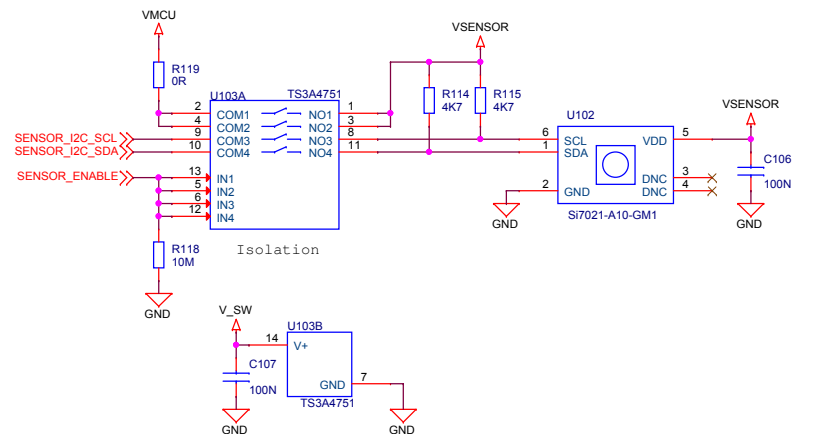 VMCU
VSENSOR
R119
0R
U103A
TS3A4751
R114
4K7
R115
4K7
U102
VSENSOR
2
COM1
NO1
1
4
COM2
NO2
3
SENSOR_I2C_SCL
9
COM3
NO3
8
6
SCL
VDD
5
SENSOR_I2C_SDA
10
COM4
NO4
11
1
SDA
C106
100N
SENSOR_ENABLE
13
IN1
5
IN2
6
IN3
12
IN4
DNC
3
DNC
4
2
GND
Si7021-A10-GM1
GND
GND
R118
10M
Isolation
GND
V_SW
U103B
14
V+
C107
100N
GND
7
TS3A4751
GND
GND